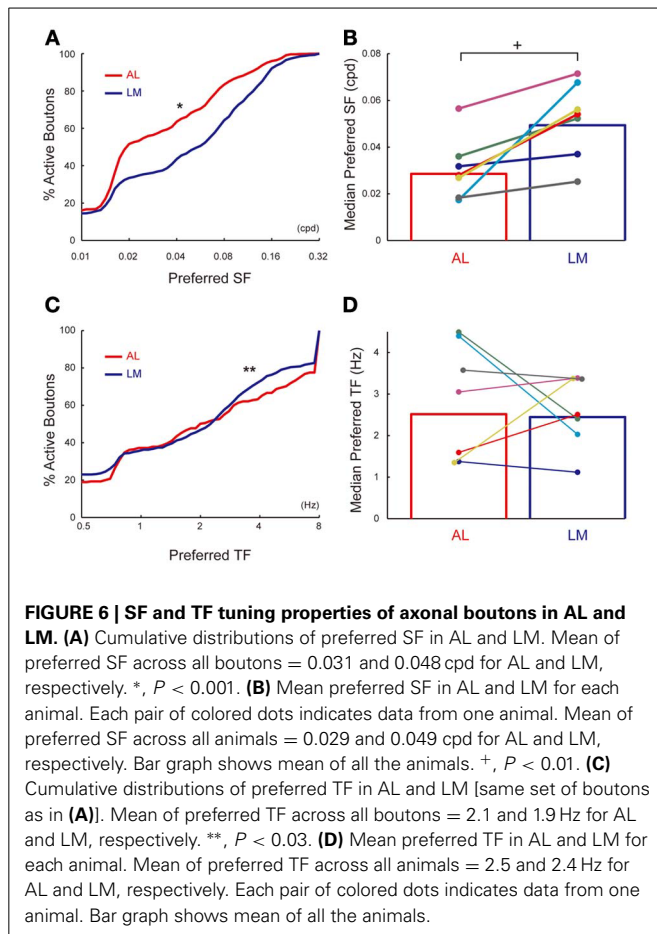 A
B
100
80
60
40
20
0
% Active Boutons
AL
LM
*
(cpd)
0.01 0.02 0.04 0.08 0.16 0.32
Preferred SF
0.08
0.06
0.04
0.02
0
Median Preferred SF (cpd)
+
AL LM
C
D
100
80
60
40
20
0
% Active Boutons
AL
LM
**
(Hz)
0.5 1 2 4 8
Preferred TF
4
3
2
1
0
Median Preferred TF (Hz)
AL LM
FIGURE 6 | SF and TF tuning properties of axonal boutons in AL and
LM. (A) Cumulative distributions of preferred SF in AL and LM. Mean of
preferred SF across all boutons = 0.031 and 0.048 cpd for AL and LM,
respectively. *, P < 0.001. (B) Mean preferred SF in AL and LM for each
animal. Each pair of colored dots indicates data from one animal. Mean of
preferred SF across all animals = 0.029 and 0.049 cpd for AL and LM,
respectively. Bar graph shows mean of all the animals. +, P < 0.01. (C)
Cumulative distributions of preferred TF in AL and LM [same set of boutons
as in (A)]. Mean of preferred TF across all boutons = 2.1 and 1.9 Hz for AL
and LM, respectively. **, P < 0.03. (D) Mean preferred TF in AL and LM for
each animal. Mean of preferred TF across all animals = 2.5 and 2.4 Hz for
AL and LM, respectively. Each pair of colored dots indicates data from one
animal. Bar graph shows mean of all the animals.